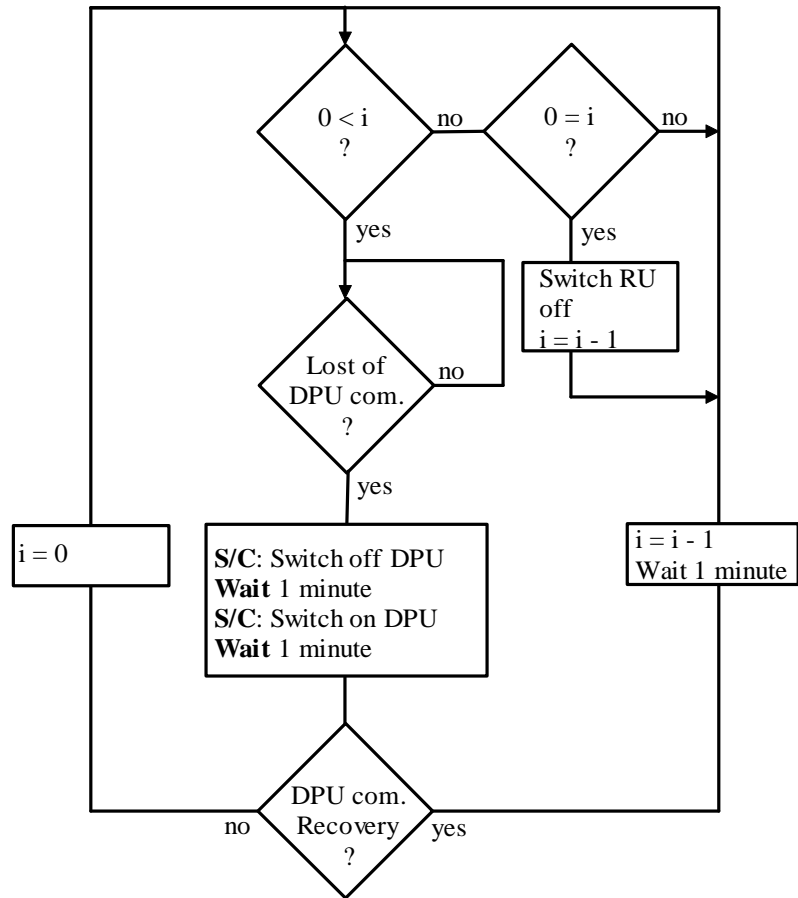 0 < i
?
no
0 = i
?
no
yes
yes
Switch RU
off
i = i - 1
Lost of
DPU com.
?
no
yes
i = 0
S/C: Switch off DPU
Wait 1 minute
S/C: Switch on DPU
Wait 1 minute
i = i - 1
Wait 1 minute
DPU com.
Recovery
?
no
yes